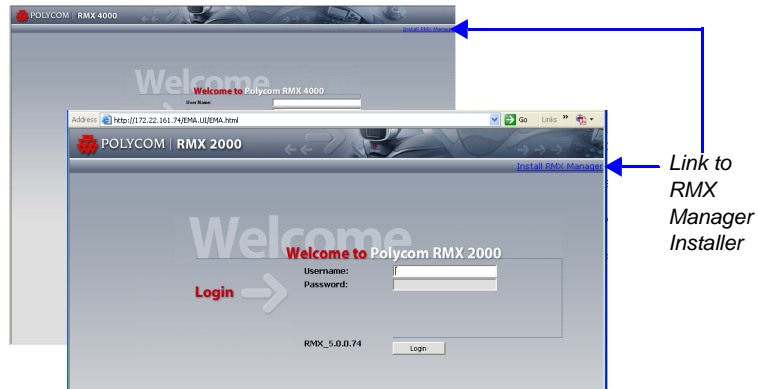 POLYCOM | RMX 4000
Install RMX Manager
Welcome
Welcome to Polycom RMX 4000
User Name:
Address http://172.22.161.74/EMA.UI/EMA.html Go Links »
POLYCOM | RMX 2000
Install RMX Manager
Link to
RMX
Manager
Installer
Welcome
Welcome to Polycom RMX 2000
Username:
Password:
Login
RMX_5.0.0.74
Login